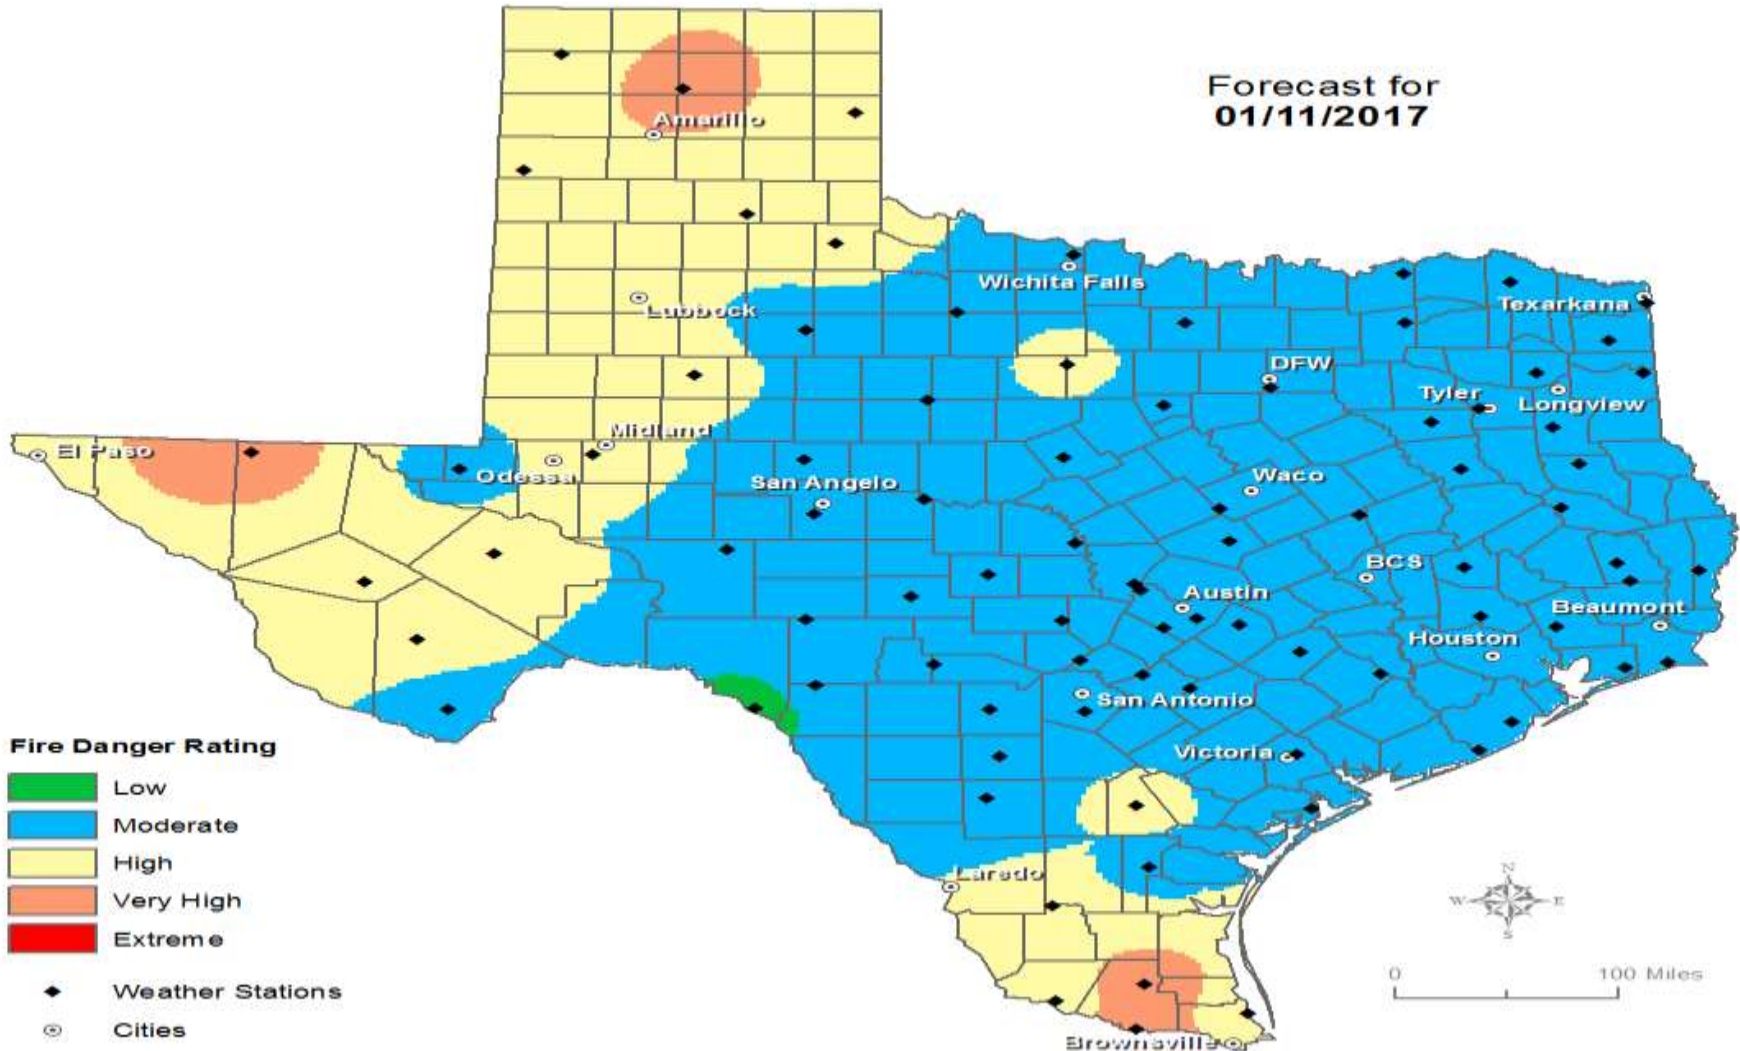 Forecast for
01/11/2017
Amarillo
Wichita Falls
Lubbock
Texarkana
DFW
Tyler
Longview
Midland
El Paso
Odessa
San Angelo
Waco
BCS
Austin
Beaumont
Houston
San Antonio
Victoria
Laredo
Brownsville
Fire Danger Rating
Low
Moderate
High
Very High
Extreme
Weather Stations
Cities
N
W E
S
0 100 Miles